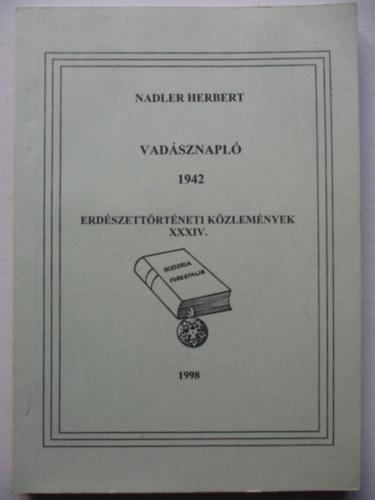 NADLER HERBERT
VADÁSZNAPLÓ
1942
ERDÉSZETTÖRTÉNETI KÖZLEMÉNYEK
XXXIV.
HISTORIA
FORESTALIS
1998